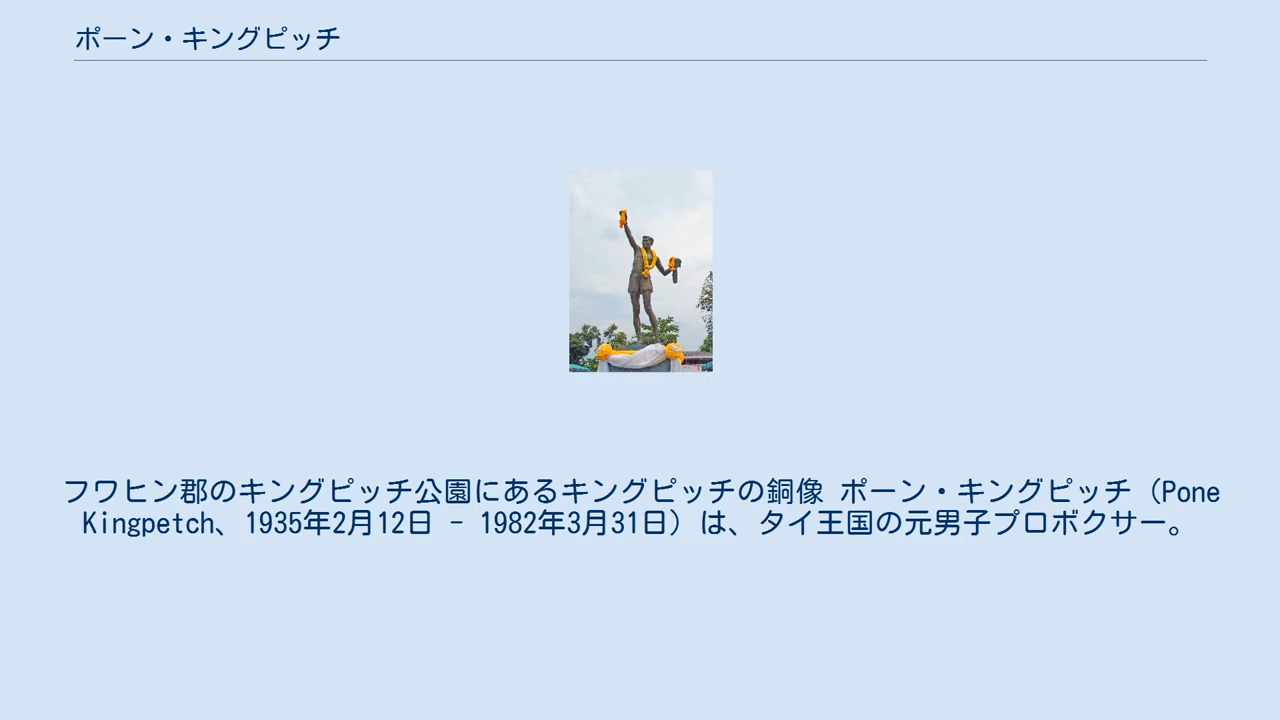 ポーン・キングピッチ
フワヒン郡のキングピッチ公園にあるキングピッチの銅像 ポーン・キングピッチ（Pone
Kingpetch、1935年2月12日 - 1982年3月31日）は、タイ王国の元男子プロボクサー。